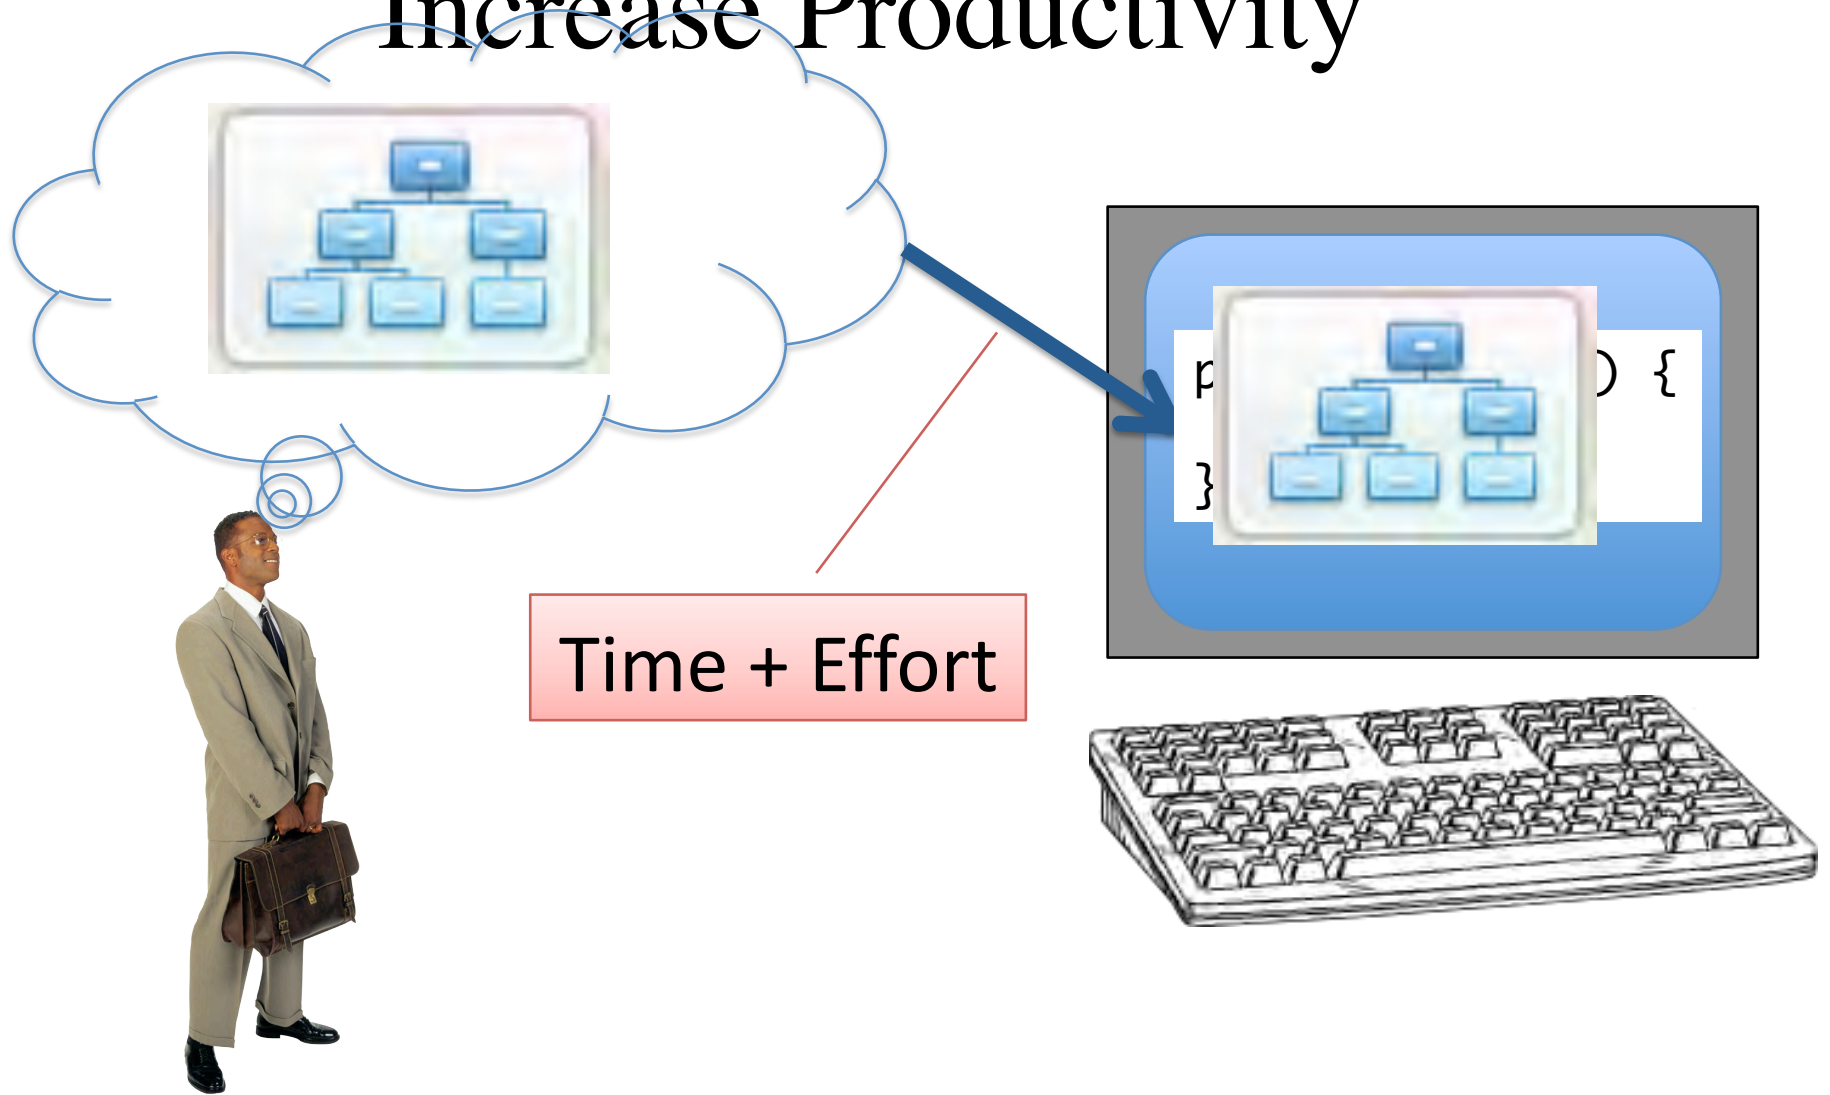 Increase Productivity
p ) {
}
Time + Effort